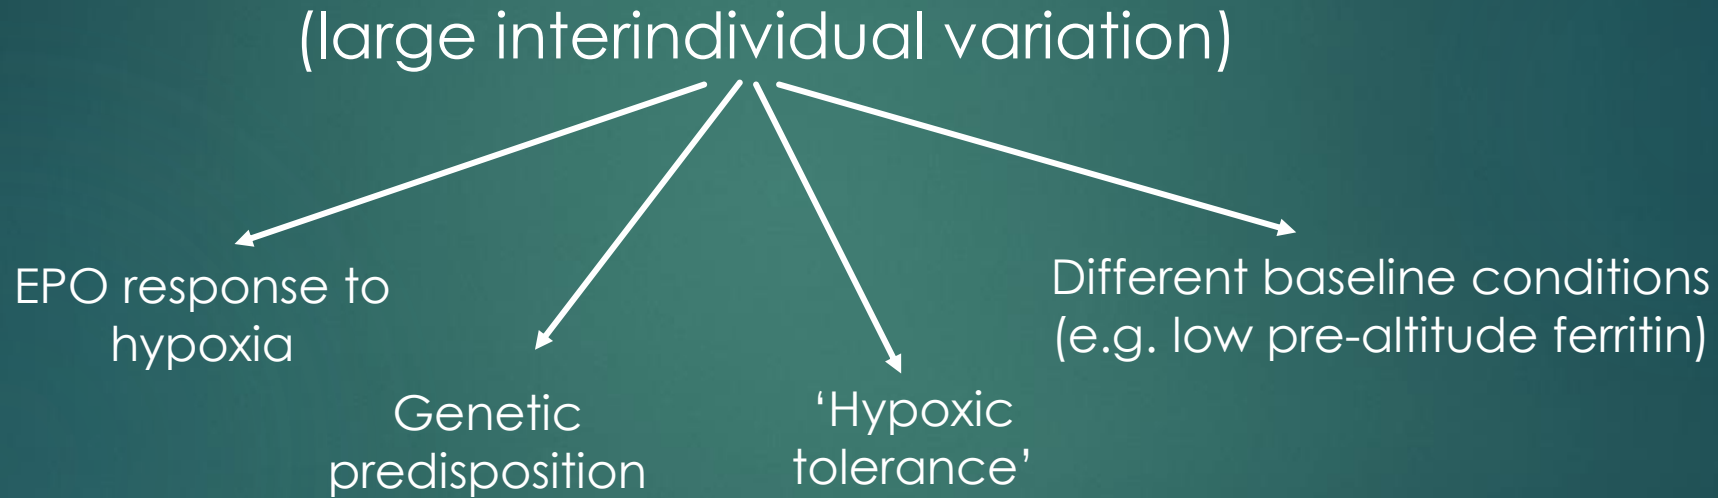 (large interindividual variation)
EPO response to
hypoxia
Genetic
predisposition
‘Hypoxic
tolerance’
Different baseline conditions
(e.g. low pre-altitude ferritin)